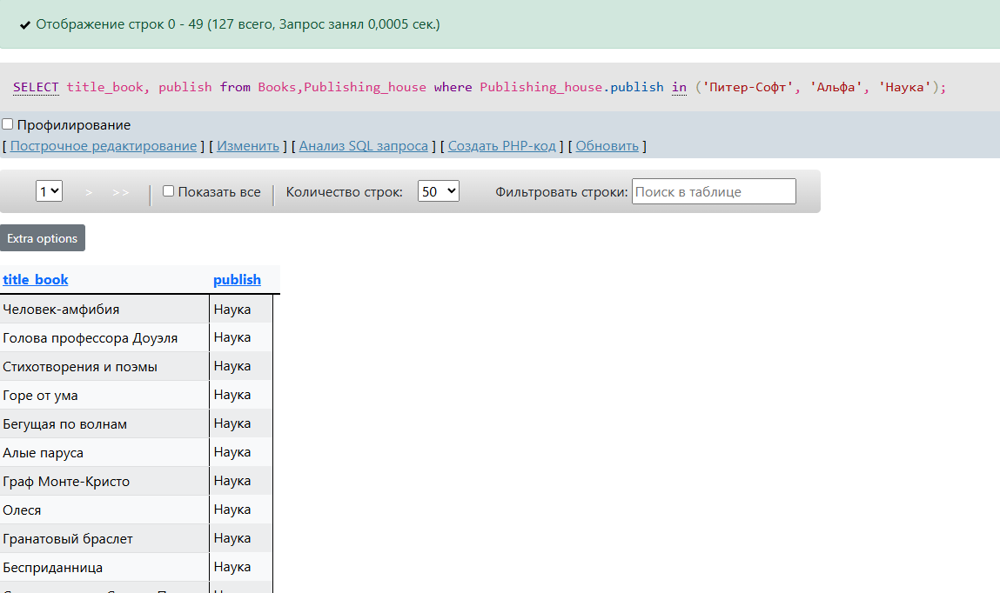 Отображение строк 0 - 49 (127 всего, Запрос занял 0,0005 сек.)
SELECT title_book, publish from Books,Publishing_house where Publishing_house.publish in ('Питер-Софт', 'Альфа', 'Наука');
Профилирование
[ Построчное редактирование ] [ Изменить ] [ Анализ SQL запроса ] [ Создать PHP-код ] [ Обновить ]
1 > >> | Показать все | Количество строк: 50 Фильтровать строки: Поиск в таблице
Extra options
title_book publish
Человек-амфибия Наука
Голова профессора Доуэля Наука
Стихотворения и поэмы Наука
Горе от ума Наука
Бегущая по волнам Наука
Алые паруса Наука
Граф Монте-Кристо Наука
Олеся Наука
Гранатовый браслет Наука
Бесприданница Наука